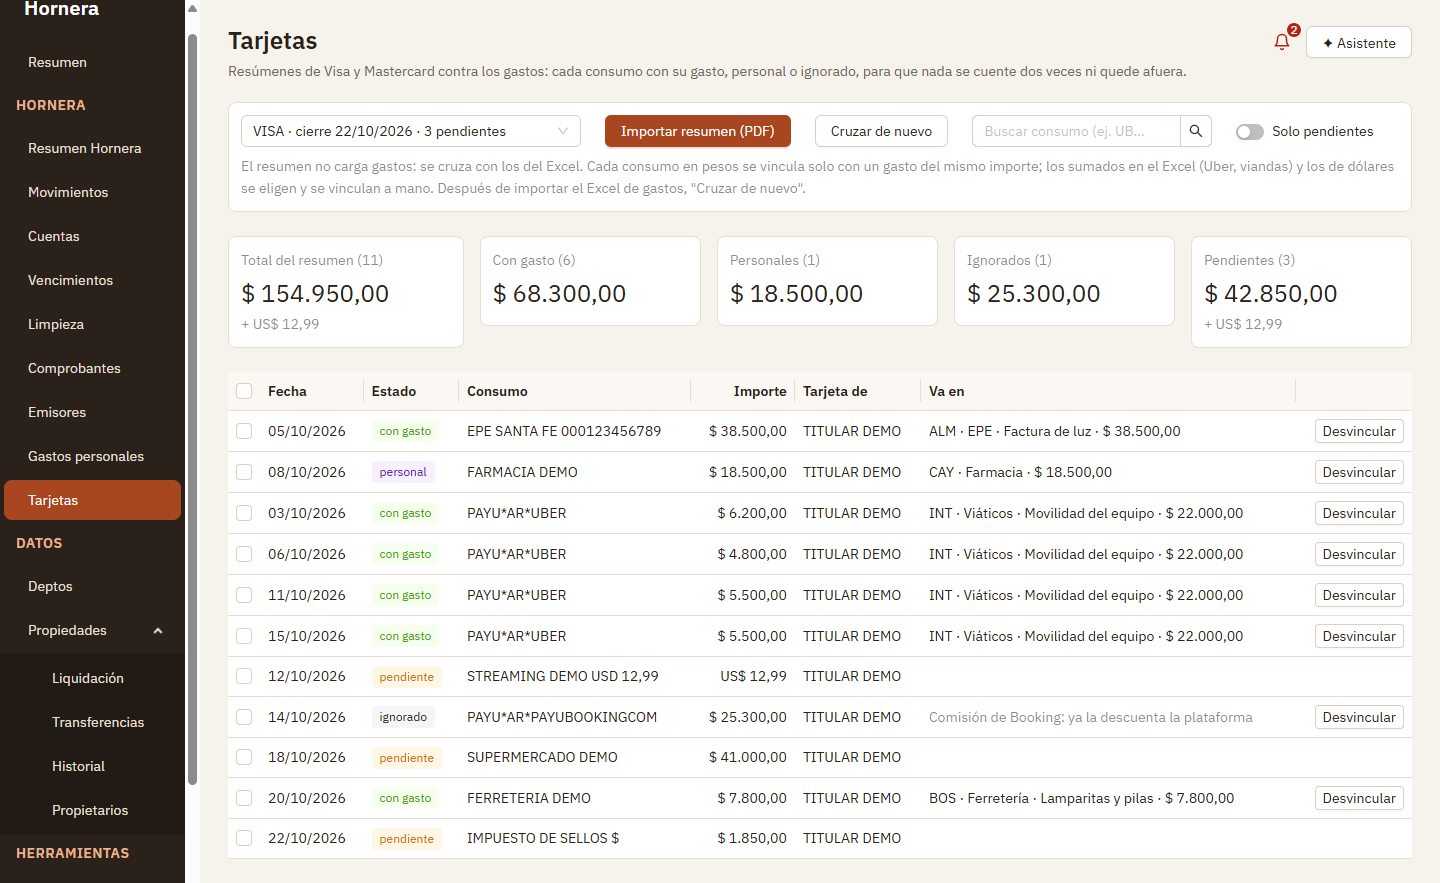 Hornera
Resumen
HORNERA
Resumen Hornera
Movimientos
Cuentas
Vencimientos
Limpieza
Comprobantes
Emisores
Gastos personales
Tarjetas
DATOS
Deptos
Propiedades
Liquidación
Transferencias
Historial
Propietarios
HERRAMIENTAS
Tarjetas
2
✦ Asistente
Resúmenes de Visa y Mastercard contra los gastos: cada consumo con su gasto, personal o ignorado, para que nada se cuente dos veces ni quede afuera.
VISA · cierre 22/10/2026 · 3 pendientes
Importar resumen (PDF)
Cruzar de nuevo
Buscar consumo (ej. UB...
Solo pendientes
El resumen no carga gastos: se cruza con los del Excel. Cada consumo en pesos se vincula solo con un gasto del mismo importe; los sumados en el Excel (Uber, viandas) y los de dólares
se eligen y se vinculan a mano. Después de importar el Excel de gastos, "Cruzar de nuevo".
Total del resumen (11)
$ 154.950,00
+ US$ 12,99
Con gasto (6)
$ 68.300,00
Personales (1)
$ 18.500,00
Ignorados (1)
$ 25.300,00
Pendientes (3)
$ 42.850,00
+ US$ 12,99
Fecha Estado Consumo Importe Tarjeta de Va en
05/10/2026 con gasto EPE SANTA FE 000123456789 $ 38.500,00 TITULAR DEMO ALM · EPE · Factura de luz · $ 38.500,00 Desvincular
08/10/2026 personal FARMACIA DEMO $ 18.500,00 TITULAR DEMO CAY · Farmacia · $ 18.500,00 Desvincular
03/10/2026 con gasto PAYU*AR*UBER $ 6.200,00 TITULAR DEMO INT · Viáticos · Movilidad del equipo · $ 22.000,00 Desvincular
06/10/2026 con gasto PAYU*AR*UBER $ 4.800,00 TITULAR DEMO INT · Viáticos · Movilidad del equipo · $ 22.000,00 Desvincular
11/10/2026 con gasto PAYU*AR*UBER $ 5.500,00 TITULAR DEMO INT · Viáticos · Movilidad del equipo · $ 22.000,00 Desvincular
15/10/2026 con gasto PAYU*AR*UBER $ 5.500,00 TITULAR DEMO INT · Viáticos · Movilidad del equipo · $ 22.000,00 Desvincular
12/10/2026 pendiente STREAMING DEMO USD 12,99 US$ 12,99 TITULAR DEMO
14/10/2026 ignorado PAYU*AR*PAYUBOOKINGCOM $ 25.300,00 TITULAR DEMO Comisión de Booking: ya la descuenta la plataforma Desvincular
18/10/2026 pendiente SUPERMERCADO DEMO $ 41.000,00 TITULAR DEMO
20/10/2026 con gasto FERRETERIA DEMO $ 7.800,00 TITULAR DEMO BOS · Ferretería · Lamparitas y pilas · $ 7.800,00 Desvincular
22/10/2026 pendiente IMPUESTO DE SELLOS $ $ 1.850,00 TITULAR DEMO